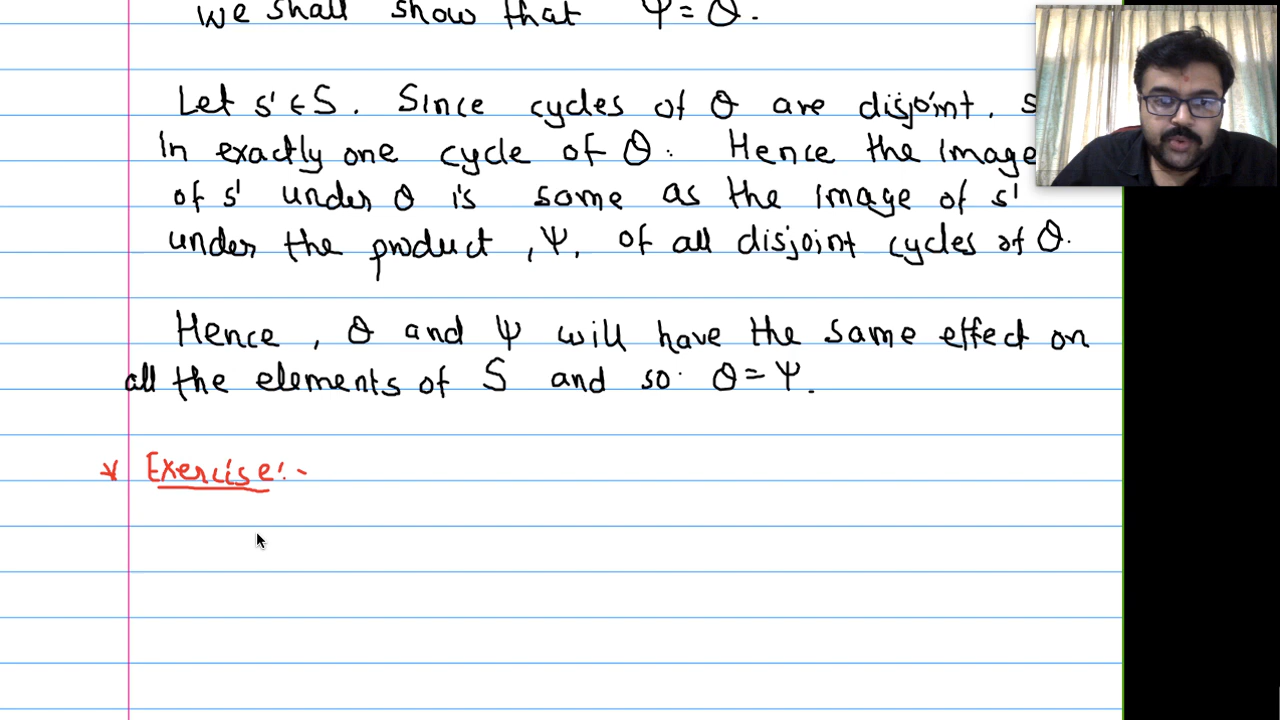 we shall show that Ψ = θ.
Let s' ∈ S. Since cycles of θ are disjoint, s
in exactly one cycle of θ. Hence the image
of s' under θ is same as the image of s'
under the product, Ψ, of all disjoint cycles of θ.
Hence, θ and Ψ will have the same effect on
all the elements of S and so θ = Ψ.
* Exercise:-